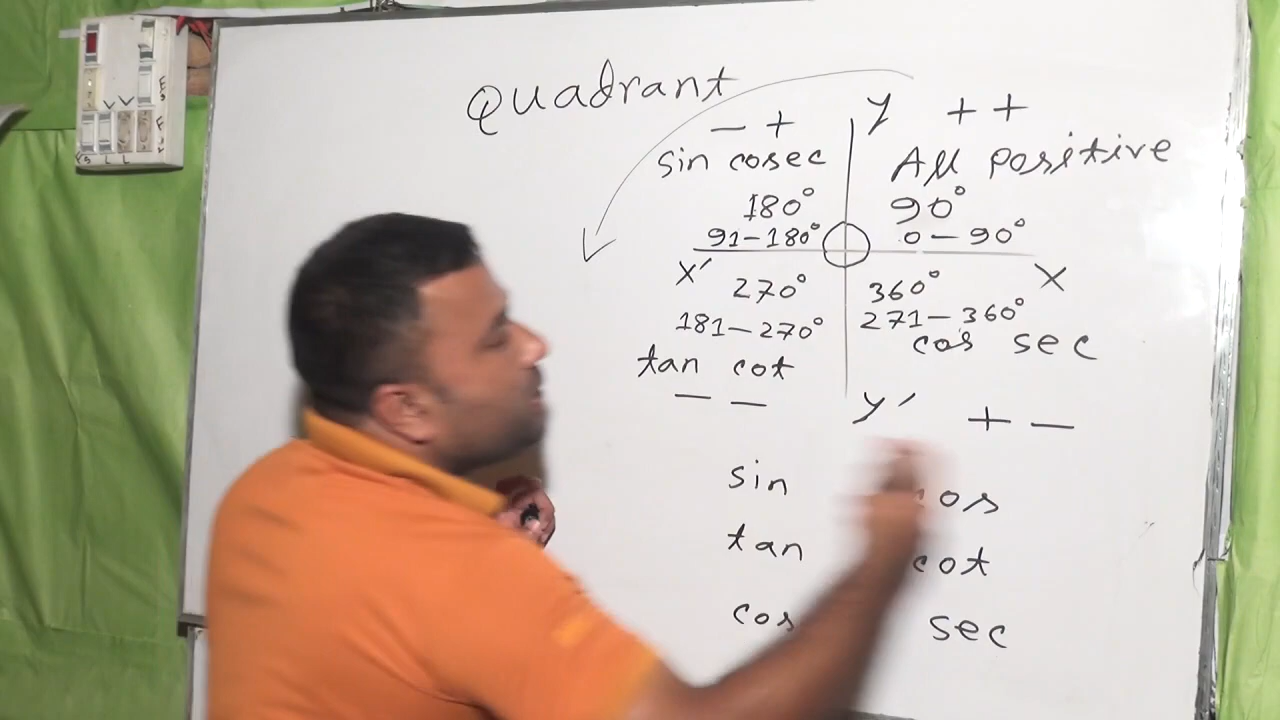 Quadrant
− + y + +
sin cosec All positive
180° 90°
91−180° 0−90°
x′ x
270° 360°
181−270° 271−360°
tan cot cos sec
− − y′ + −
sin
tan cot
cos sec